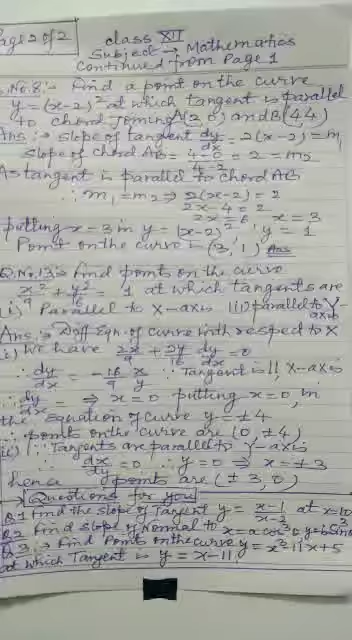 Page 2 of 2
class XII
Subject → Mathematics
Continued from Page 1
Q.No.8:- Find a point on the curve
y = (x-2)² at which tangent is parallel
to chord joining A(2,0) and B(4,4)
Ans :→ slope of tangent dy/dx = 2(x-2) = m₁
slope of chord AB = 4-0/4-2 = 2 = m₂
As tangent is parallel to chord AB
∴ m₁ = m₂ ⇒ 2(x-2) = 2
2x-4 = 2
2x = 6 x = 3
putting x = 3 in y = (x-2)², y = 1
Point on the curve is (3,1) Ans
Q.No.13:→ find points on the curve
x²/9 + y²/16 = 1 at which tangents are
(i) Parallel to X-axis (ii) parallel to Y-axis
Ans :→ Diff Eqn. of curve with respect to X
(i) we have 2x/9 + 2y/16 dy/dx = 0
∴ dy/dx = -16/9 x/y ∵ Tangent is || X-axis
∴ dy/dx = ⇒ x = 0 putting x = 0, in
the equation of curve y = ±4
∴ points on the curve are (0, ±4)
(ii) ∵ Tangents are parallel to Y-axis
∴ dx/dy = 0 ∴ y = 0 ⇒ x = ±3
hence points are (±3, 0)
→ Questions for you
Q.1 Find the slope of Tangent y = x-1/x-2 at x=10
Q2 Find slope of Normal to x = a cos³θ, y = sin³θ
Q3 :→ Find Point on the curve y = x³-11x+5
at which Tangent is y = x-11